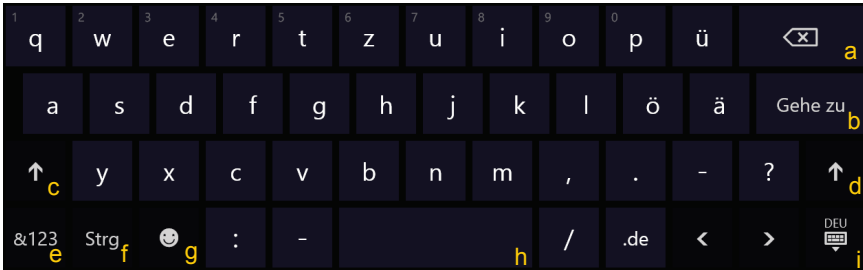 1 q 2 w 3 e 4 r 5 t 6 z 7 u 8 i 9 o 0 p ü a
a s d f g h j k l ö ä Gehe zu b
c y x c v b n m , . - ? d
&123 e Strg f g : - h / .de < > DEU i